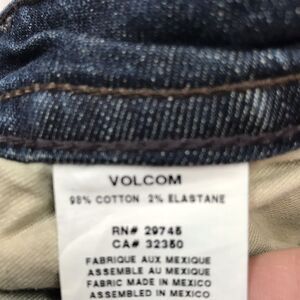 VOLCOM
98% COTTON 2% ELASTANE
RN# 29745
CA# 32350
FABRIQUE AUX MEXIQUE
ASSEMBLE AU MEXIQUE
FABRIC MADE IN MEXICO
ASSEMBLED IN MEXICO